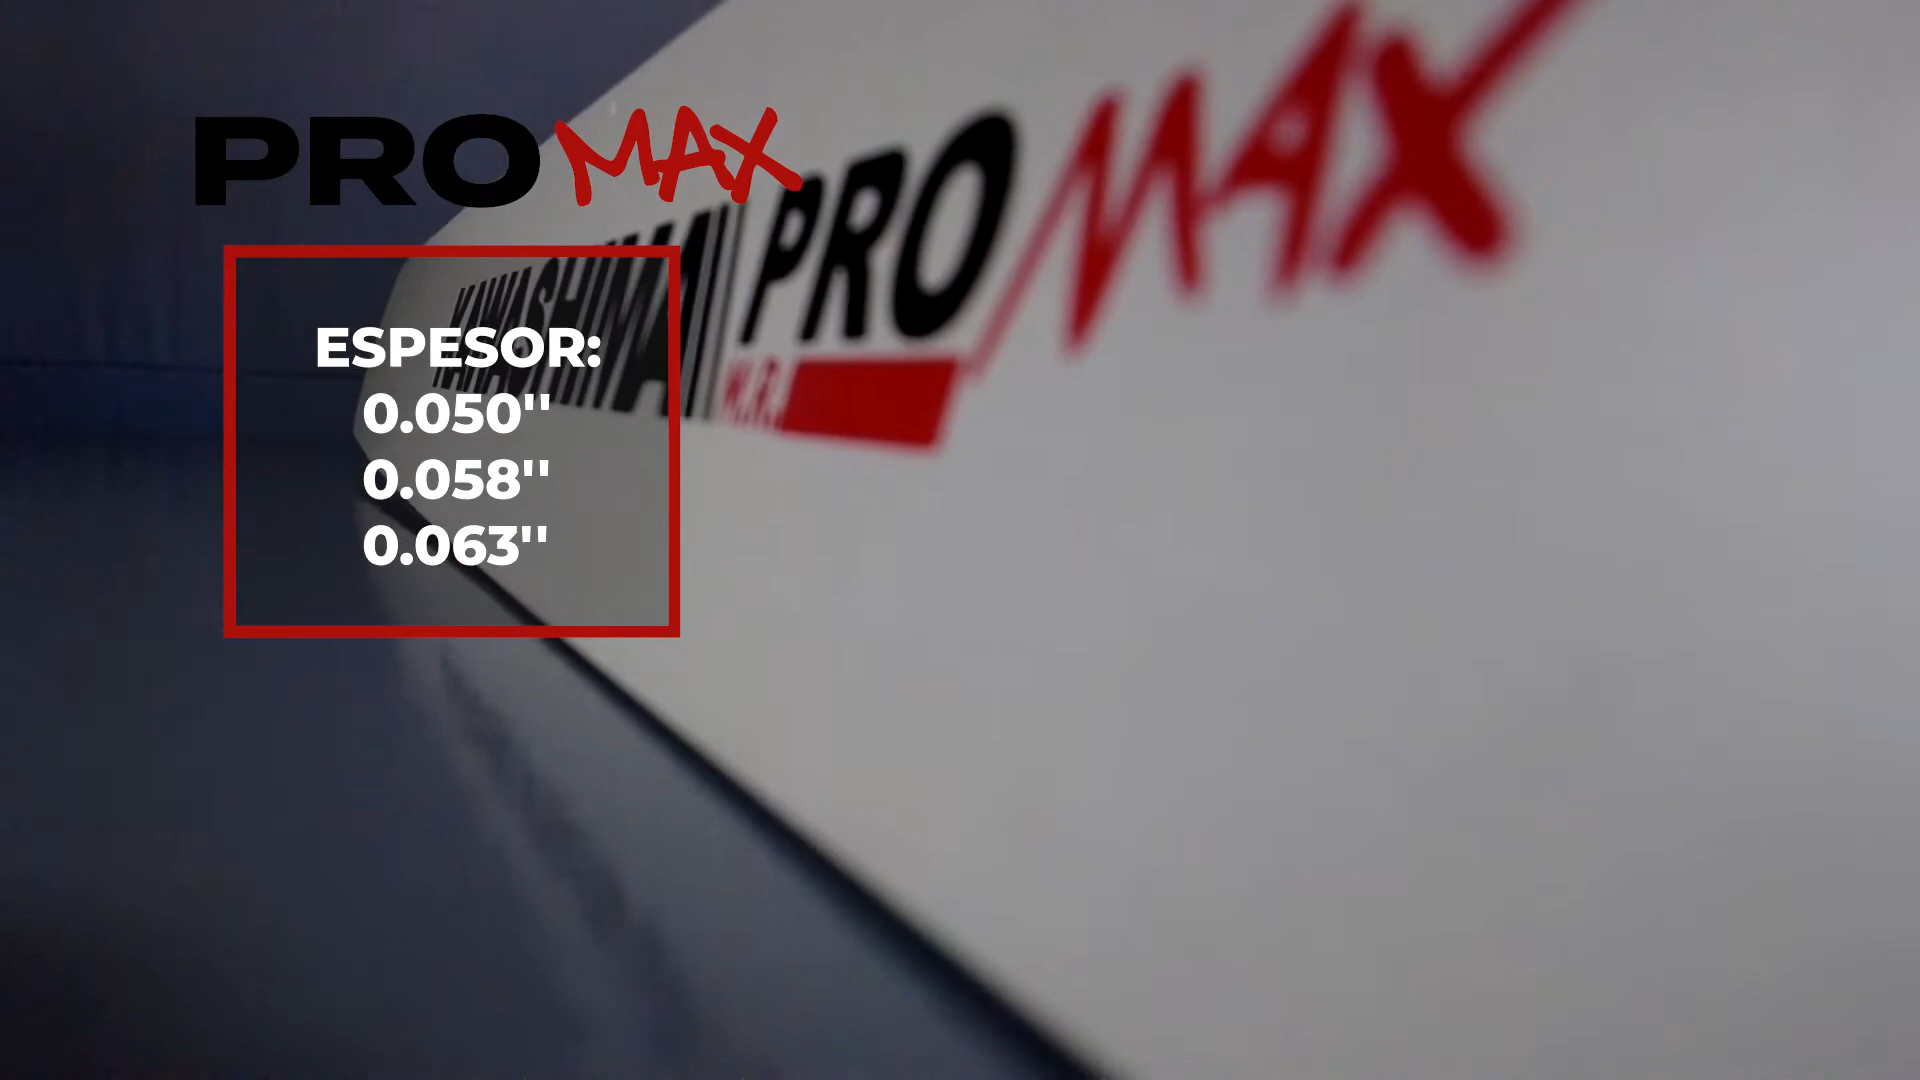 PRO MAX
KAWASHIMA PRO MAX
M.R.
ESPESOR:
0.050''
0.058''
0.063''